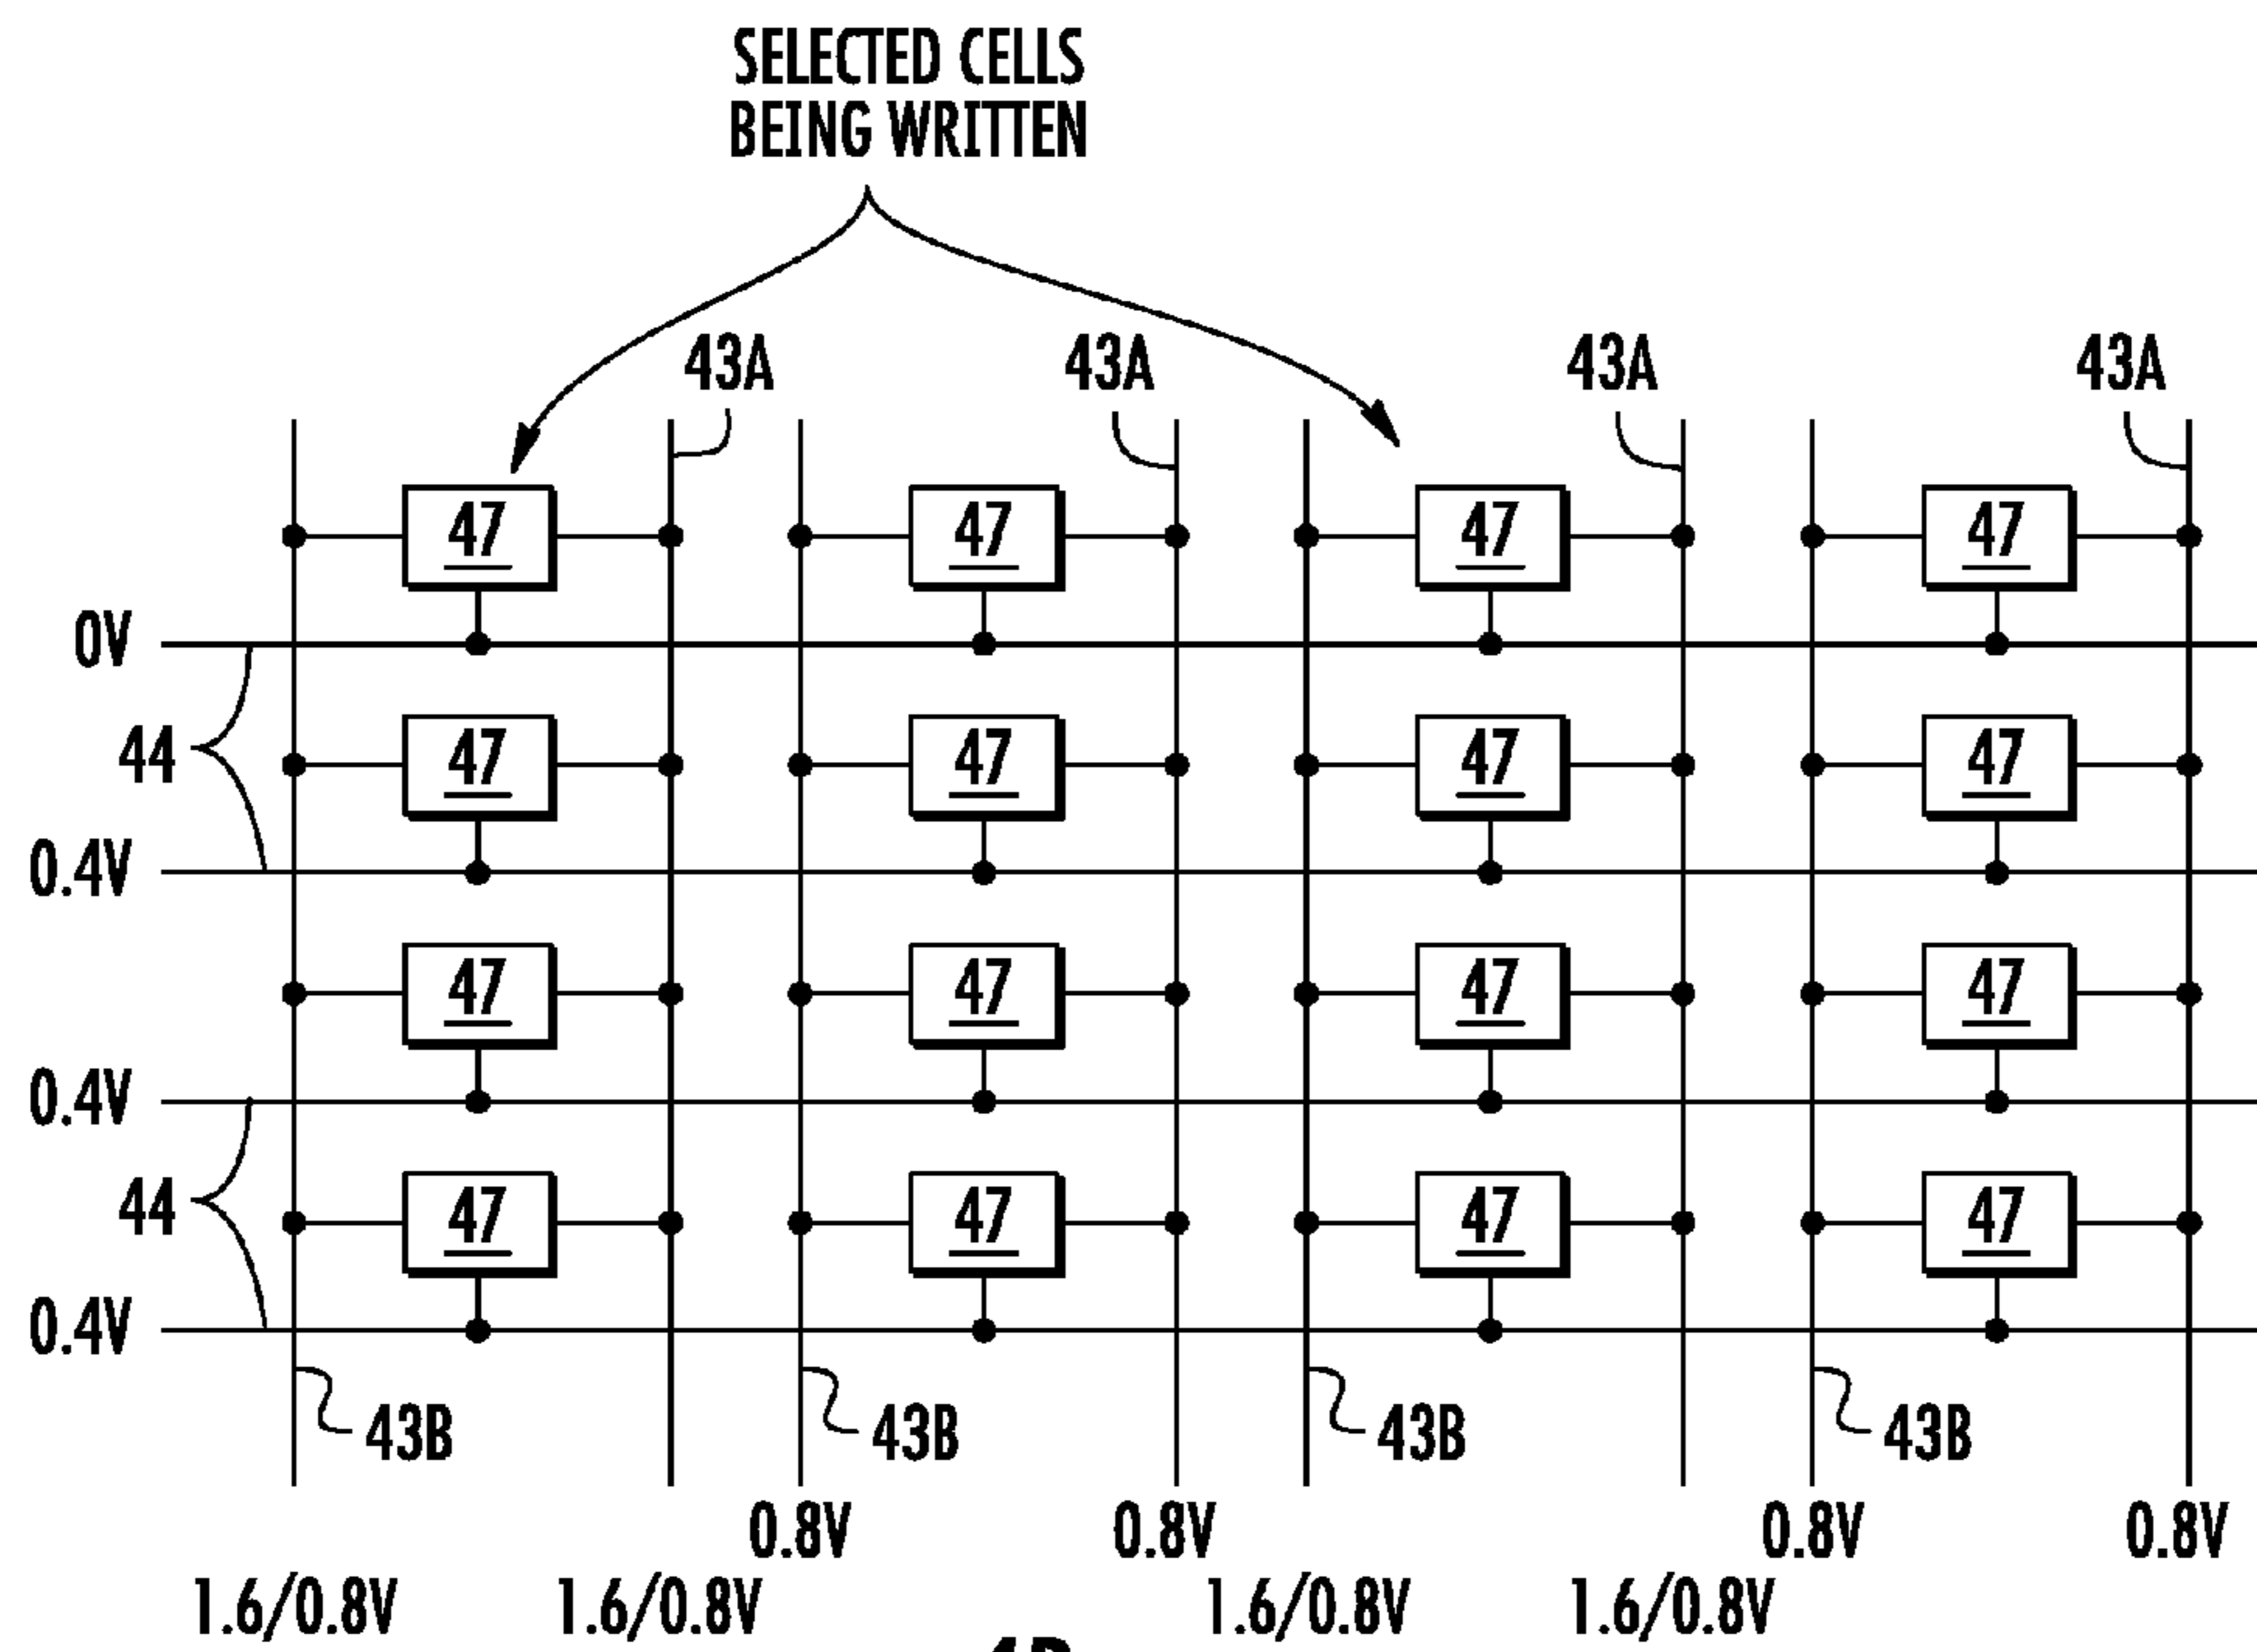 SELECTED CELLS
BEING WRITTEN
43A 43A 43A 43A
47 47 47 47
0V
47 47 47 47
44
0.4V
47 47 47 47
0.4V
47 47 47 47
44
0.4V
43B 43B 43B 43B
0.8V 0.8V 0.8V 0.8V
1.6/0.8V 1.6/0.8V 1.6/0.8V 1.6/0.8V